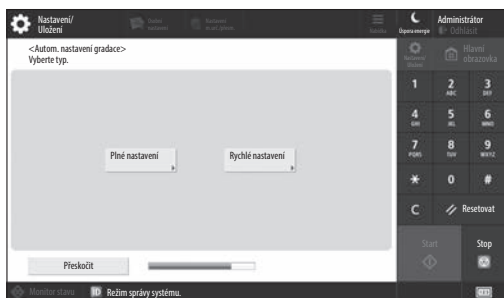 Nastavení/
Uložení
Administrátor
Úspora energie
Odhlásit
Hlavní
obrazovka
<Autom. nastavení gradace>
Vyberte typ.
1
2
ABC
3
DEF
4
GHI
5
JKL
6
MNO
Plné nastavení
Rychlé nastavení
7
PQRS
8
TUV
9
WXYZ
*
0
#
C
Resetovat
Start
Stop
Přeskočit
Monitor stavu
ID
Režim správy systému.